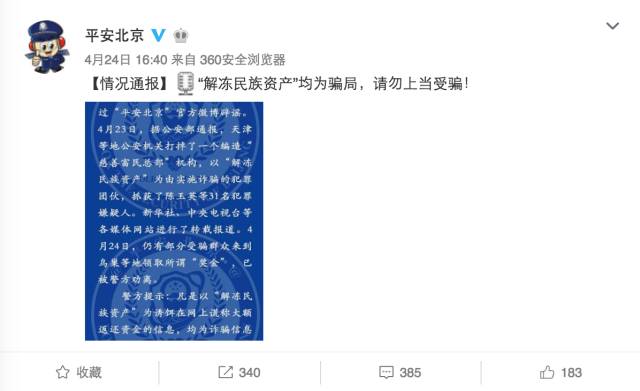 平安北京
4月24日 16:40 来自 360安全浏览器
【情况通报】“解冻民族资产”均为骗局，请勿上当受骗！
过“平安北京”官方微博辟谣。
4月23日，据公安部通报，天津
等地公安机关打掉了一个编造“
慈善富民总部”机构，以“解冻
民族资产”为由实施诈骗的犯罪
团伙，抓获了陈玉英等31名犯罪
嫌疑人。新华社、中央电视台等
各媒体网站进行了转载报道。4
月24日，仍有部分受骗群众来到
鸟巢等地领取所谓“奖金”，已
被警方劝离。
警方提示：凡是以“解冻民
族资产”为诱饵在网上谎称大额
返还资金的信息，均为诈骗信息
收藏
340
385
183